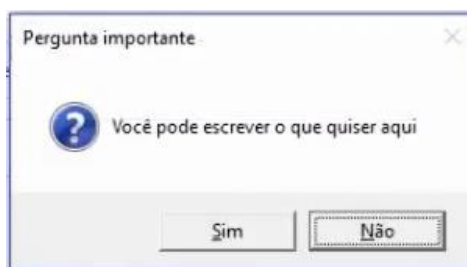 Pergunta importante
Você pode escrever o que quiser aqui
Sim
Não